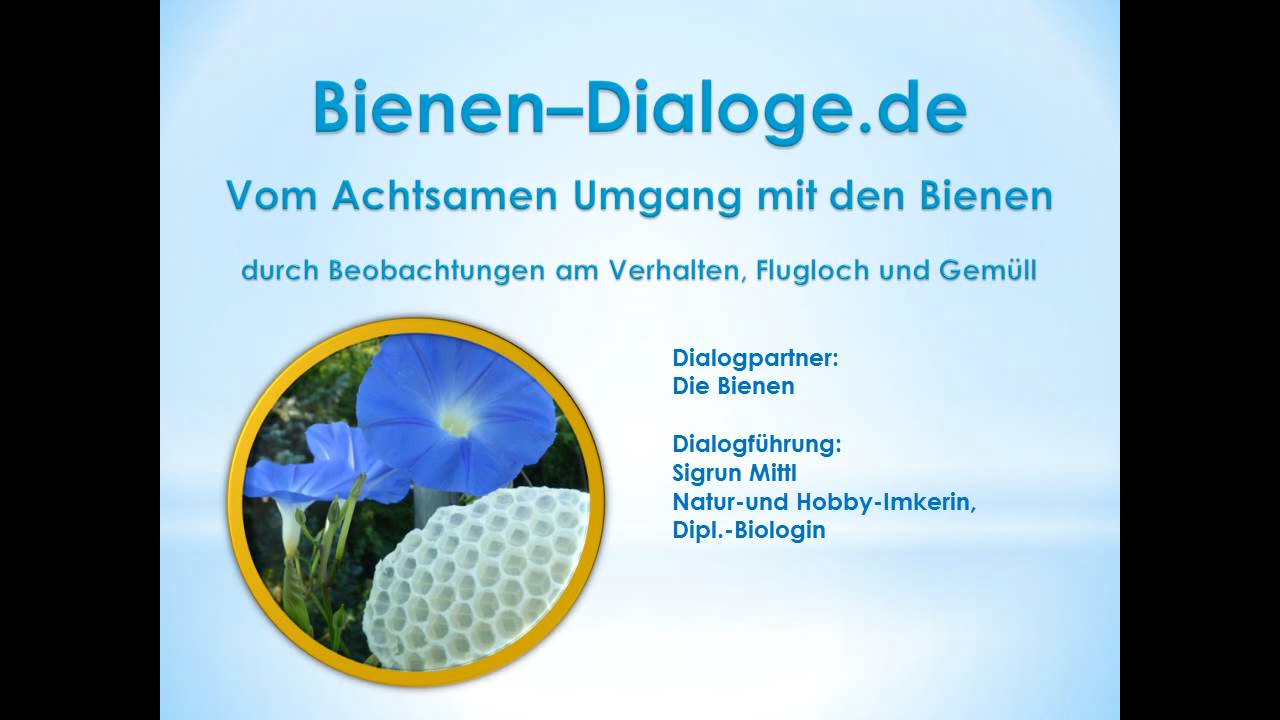 Bienen–Dialoge.de
Vom Achtsamen Umgang mit den Bienen
durch Beobachtungen am Verhalten, Flugloch und Gemüll
Dialogpartner:
Die Bienen
Dialogführung:
Sigrun Mittl
Natur-und Hobby-Imkerin,
Dipl.-Biologin